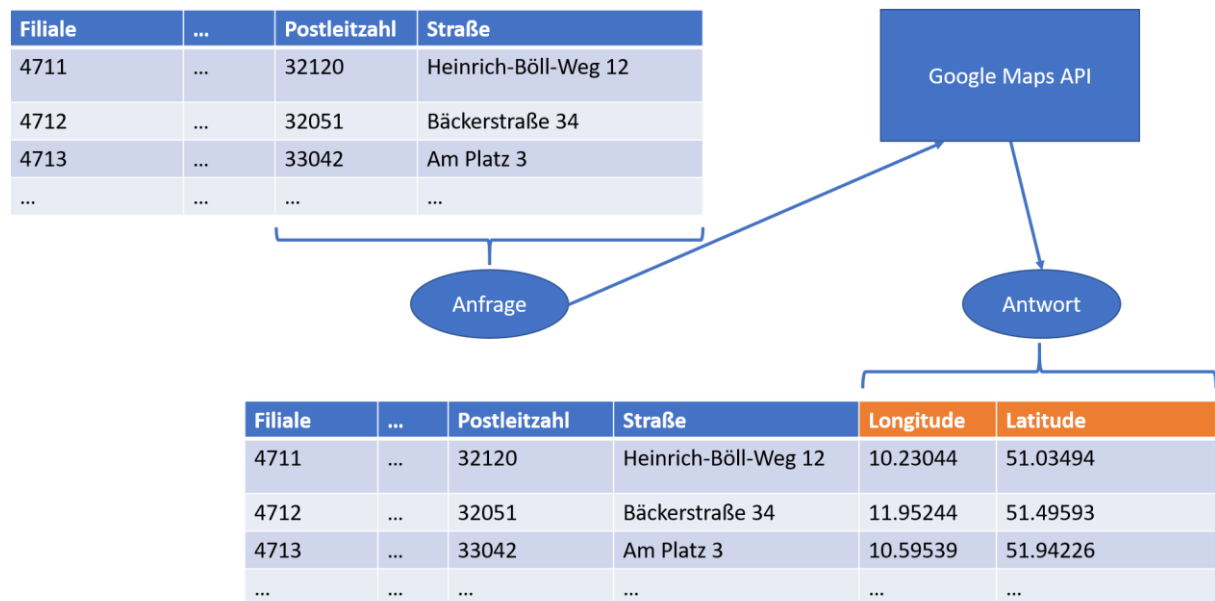 Filiale ... Postleitzahl Straße
4711 ... 32120 Heinrich-Böll-Weg 12
4712 ... 32051 Bäckerstraße 34
4713 ... 33042 Am Platz 3
... ... ... ...
Google Maps API
Anfrage
Antwort
Filiale ... Postleitzahl Straße Longitude Latitude
4711 ... 32120 Heinrich-Böll-Weg 12 10.23044 51.03494
4712 ... 32051 Bäckerstraße 34 11.95244 51.49593
4713 ... 33042 Am Platz 3 10.59539 51.94226
... ... ... ... ... ...